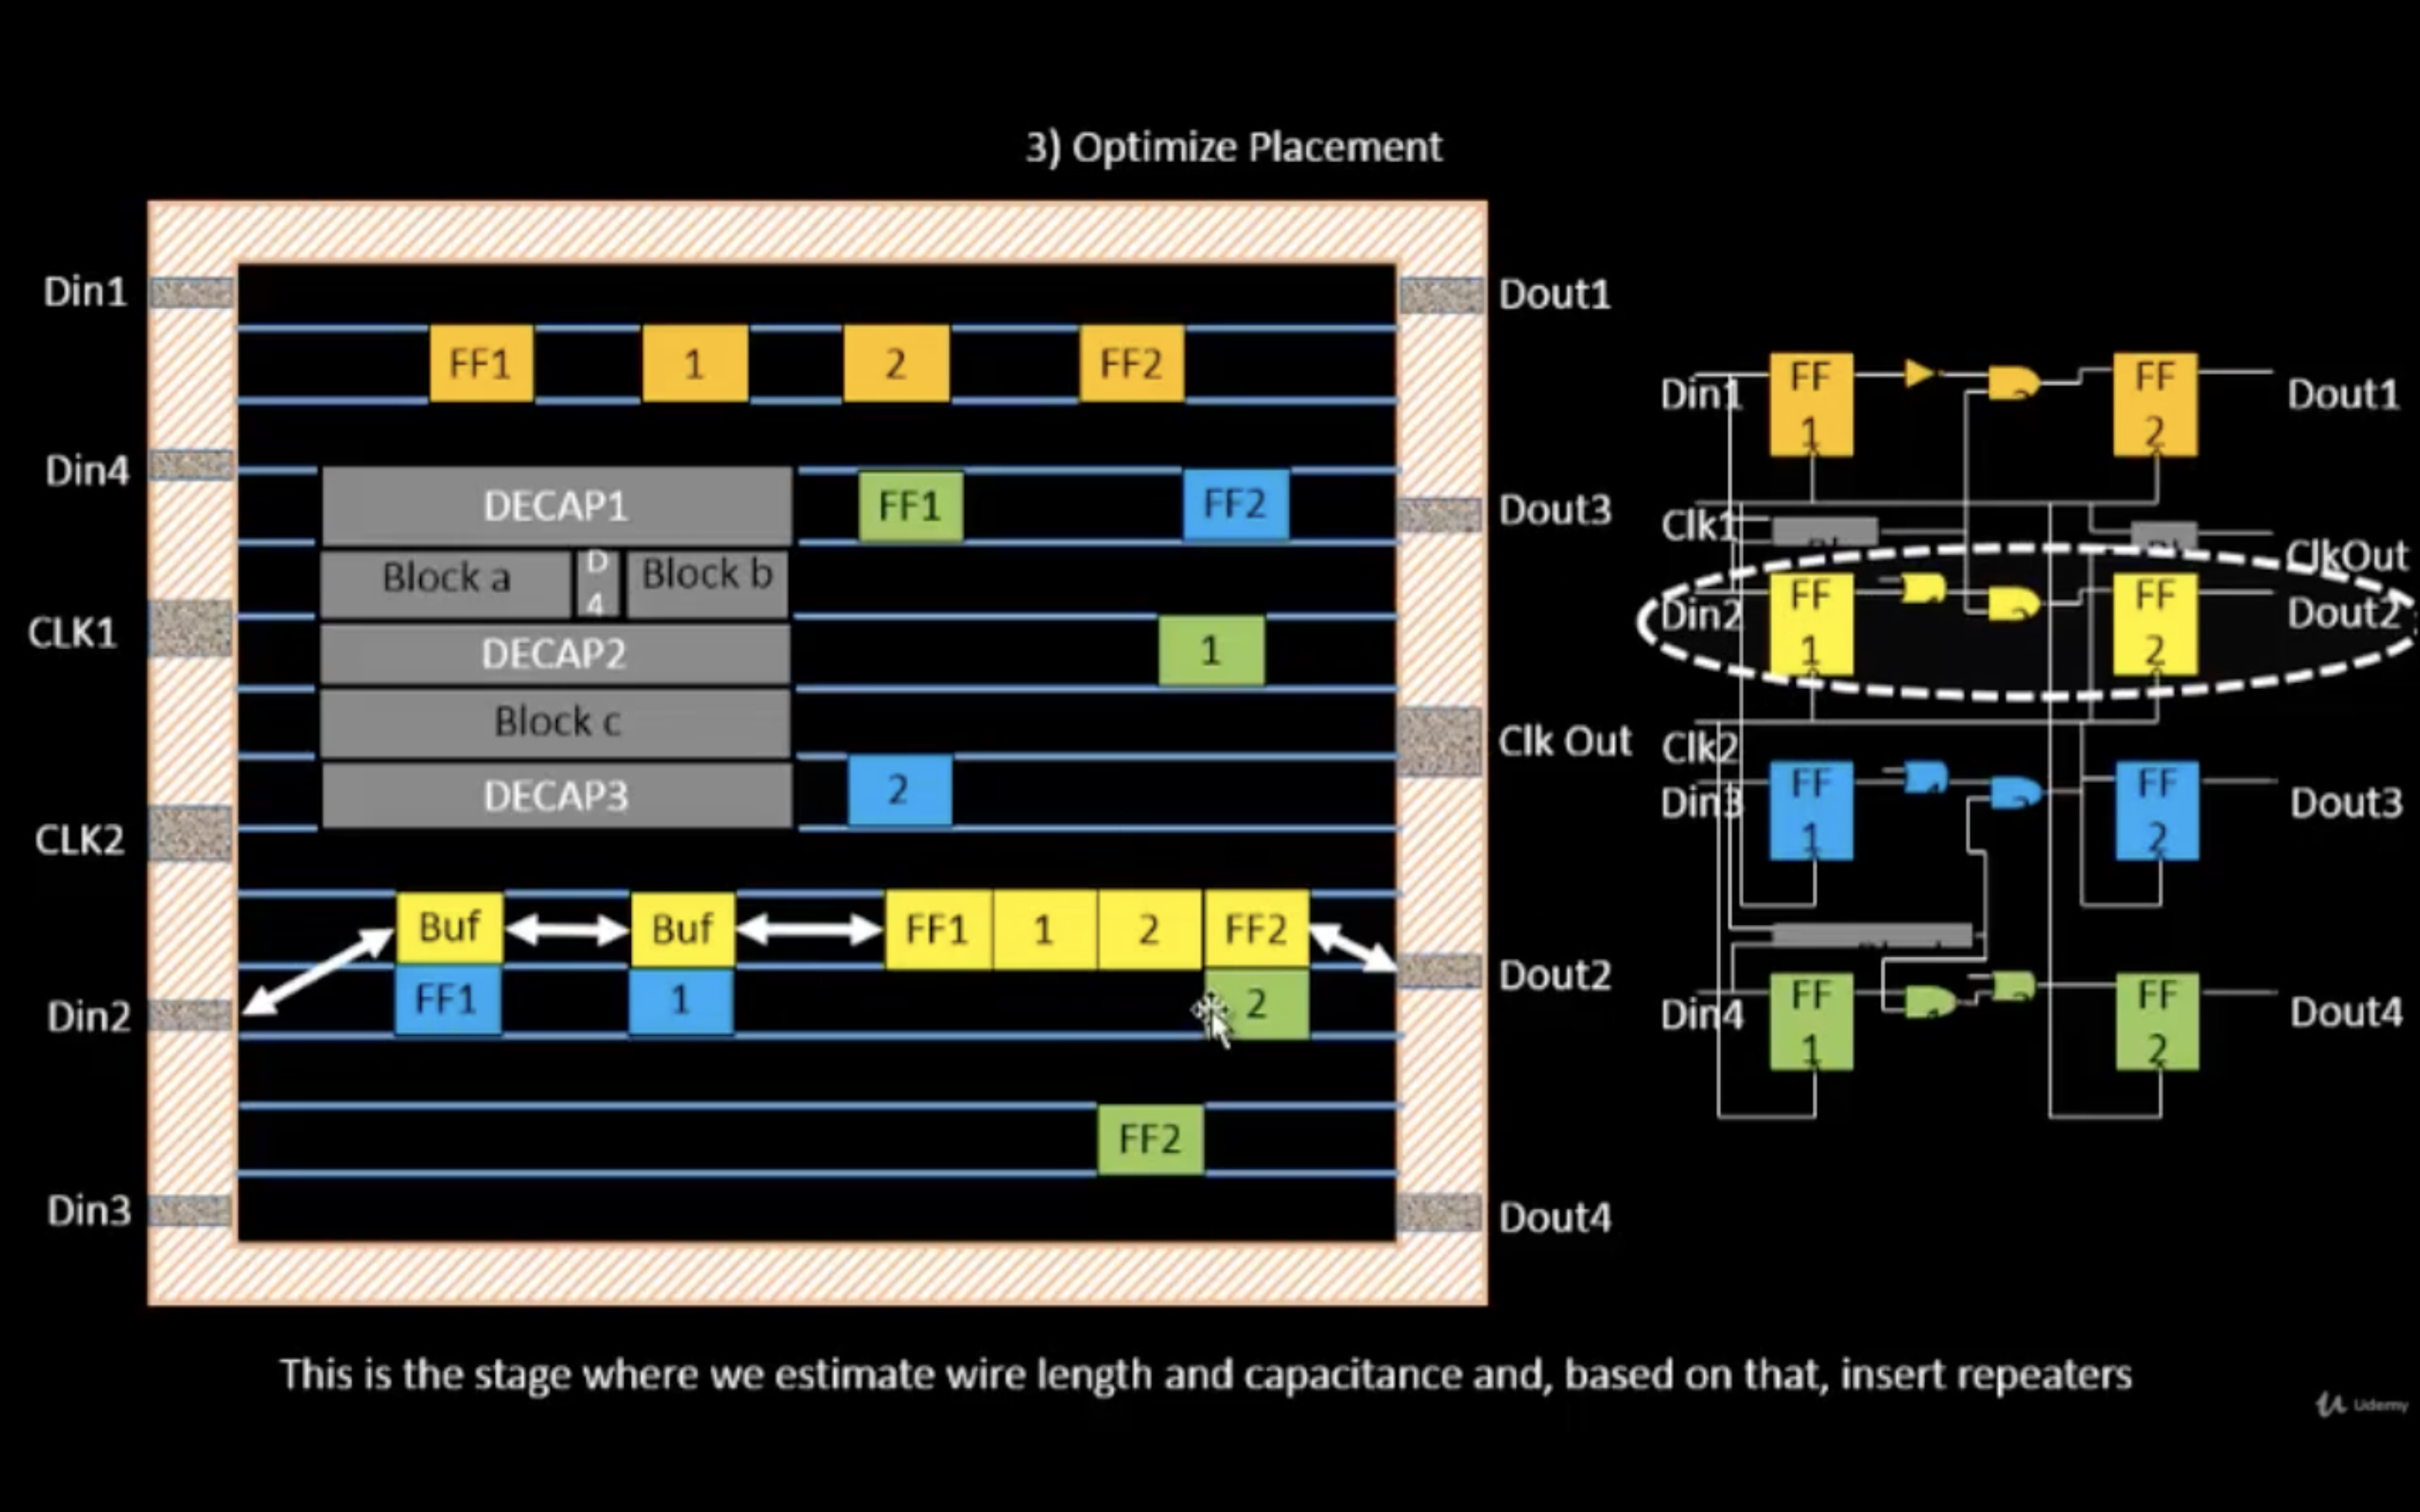 3) Optimize Placement
Din1
Dout1
FF1 1 2 FF2
Din4
DECAP1
FF1 FF2
Dout3
Block a
D
4
Block b
CLK1
DECAP2
1
Block c
Clk Out
DECAP3
2
CLK2
Buf Buf FF1 1 2 FF2
Dout2
FF1 1 2
Din2
FF2
Din3
Dout4
Din1
FF
1
2
FF
2
Dout1
Clk1
ClkOut
Din2
FF
1
2
FF
2
Dout2
Clk2
Din3
FF
1
2
FF
2
Dout3
Din4
FF
1
FF
2
Dout4
This is the stage where we estimate wire length and capacitance and, based on that, insert repeaters
Udemy